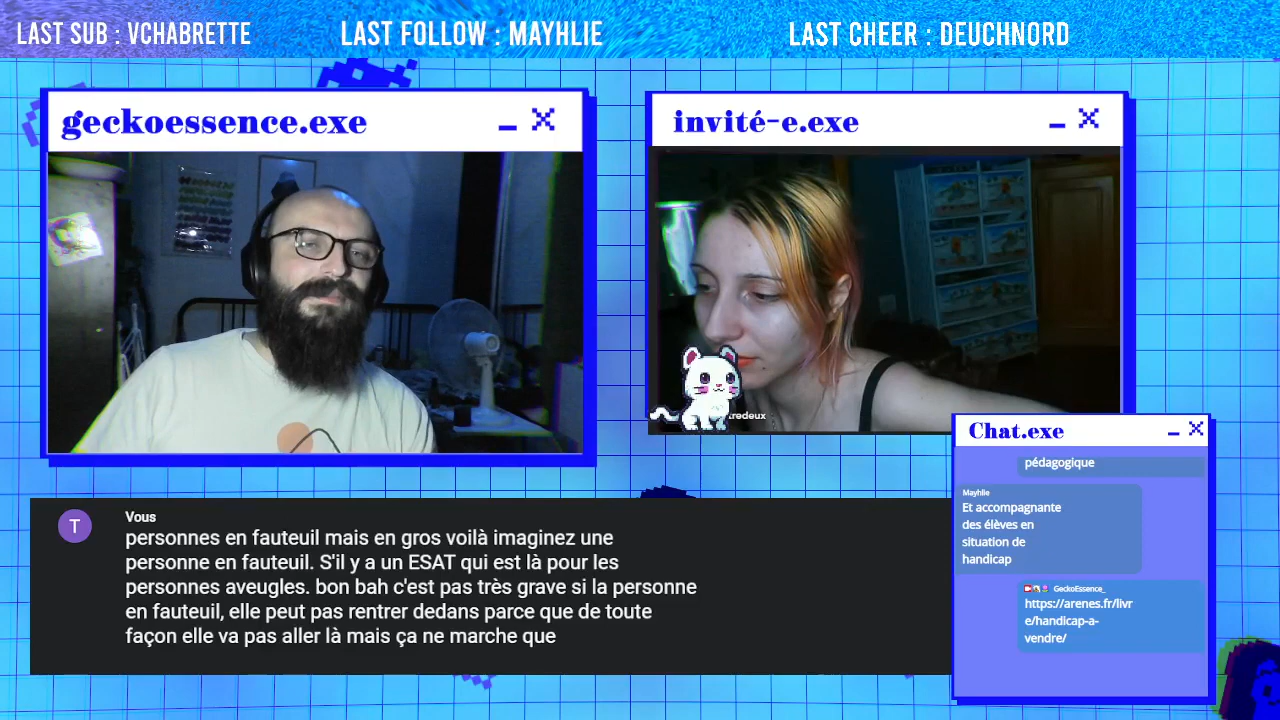 LAST SUB : VCHABRETTE
LAST FOLLOW : MAYHLIE
LAST CHEER : DEUCHNORD
geckoessence.exe
invité-e.exe
tredeux
Chat.exe
pédagogique
Mayhlie
Et accompagnante
des élèves en
situation de
handicap
GeckoEssence_
https://arenes.fr/livr
e/handicap-a-
vendre/
T
Vous
personnes en fauteuil mais en gros voilà imaginez une
personne en fauteuil. S'il y a un ESAT qui est là pour les
personnes aveugles. bon bah c'est pas très grave si la personne
en fauteuil, elle peut pas rentrer dedans parce que de toute
façon elle va pas aller là mais ça ne marche que